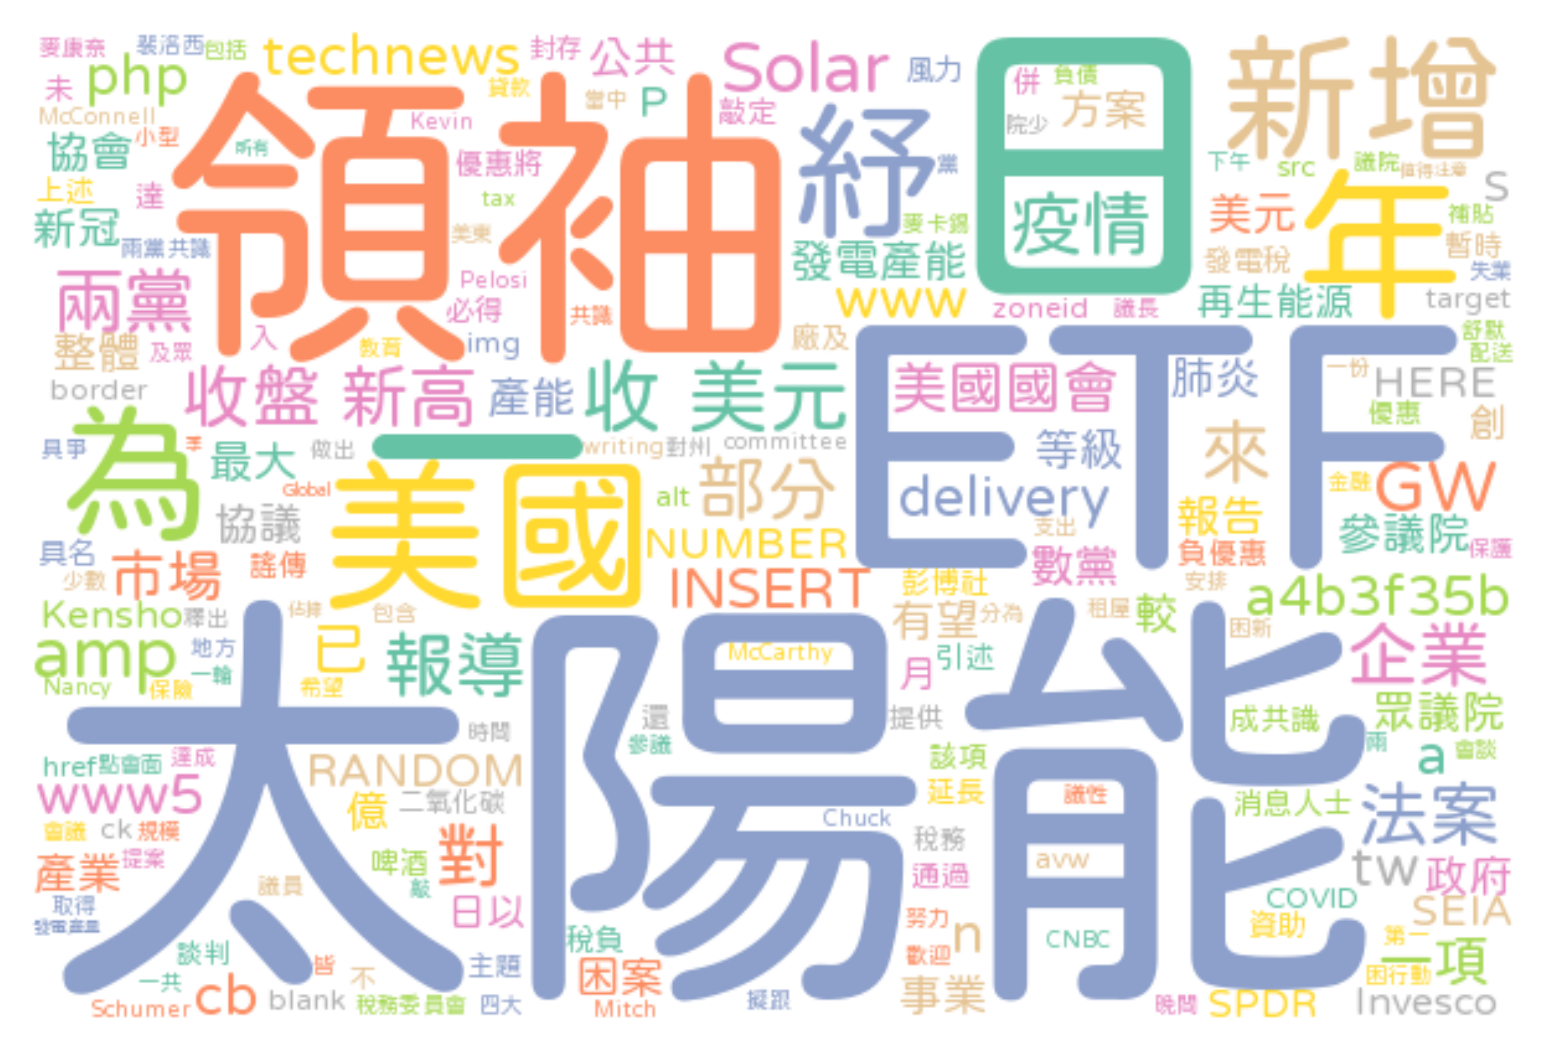 麥康奈 裴洛西 包括 technews 封存 公共 Solar 風力 日 併 負債 新增
未 php 貸款 當中 P 敲定 方案
McConnell 領袖 Kevin 紓 院少
協會 小型 所有 優惠將 黨 下午 src 議院 值得注意
上述 達 tax 疫情 美元 年 s
新冠 美東 麥卡錫 補貼
兩黨共識 發電產能 發電稅 暫時
兩黨 Pelosi www 再生能源 失業
入 必得 共識 zoneid 議長 target
整體 及眾 教育 img 廠及 ETF 舒默
配送
border 收盤 新高 產能 收 美元 美國國會 肺炎 一份 HERE
為 一 優惠 創
具爭 羊 最大 做出 writing 對州 committee 等級 來
Global 美國 alt 部分 delivery 金融 GW
協議 支出 報告 參議院
具名 市場 謠傳 NUMBER 數黨 負優惠 保護
少數 INSERT 彭博社 安排
Kensho 釋出 佔總 包含 有望 分為 租屋 較 a4b3f35b
amp 地方 已 報導 McCarthy 引述 困新 企業
Nancy 保險 一輪 希望 月
太陽能 時間 還 提供 成共識 眾議院
參議 兩
href 點會面 達成 RANDOM 該項 a 會談
www5 億 二氧化碳 延長 議性 消息人士 法案
會議 ck 規模 Chuck 稅務
產業 提案 啤酒 對 avw tw 政府
議員 敲 通過
取得 日以 努力 COVID SEIA
發電產量 稅負 n CNBC 資助
談判 歡迎 第一 一項
一共 皆 不 主題 困案 困行動
Schumer cb blank 稅務委員會 四大 Mitch 擬跟 事業 晚間 SPDR Invesco